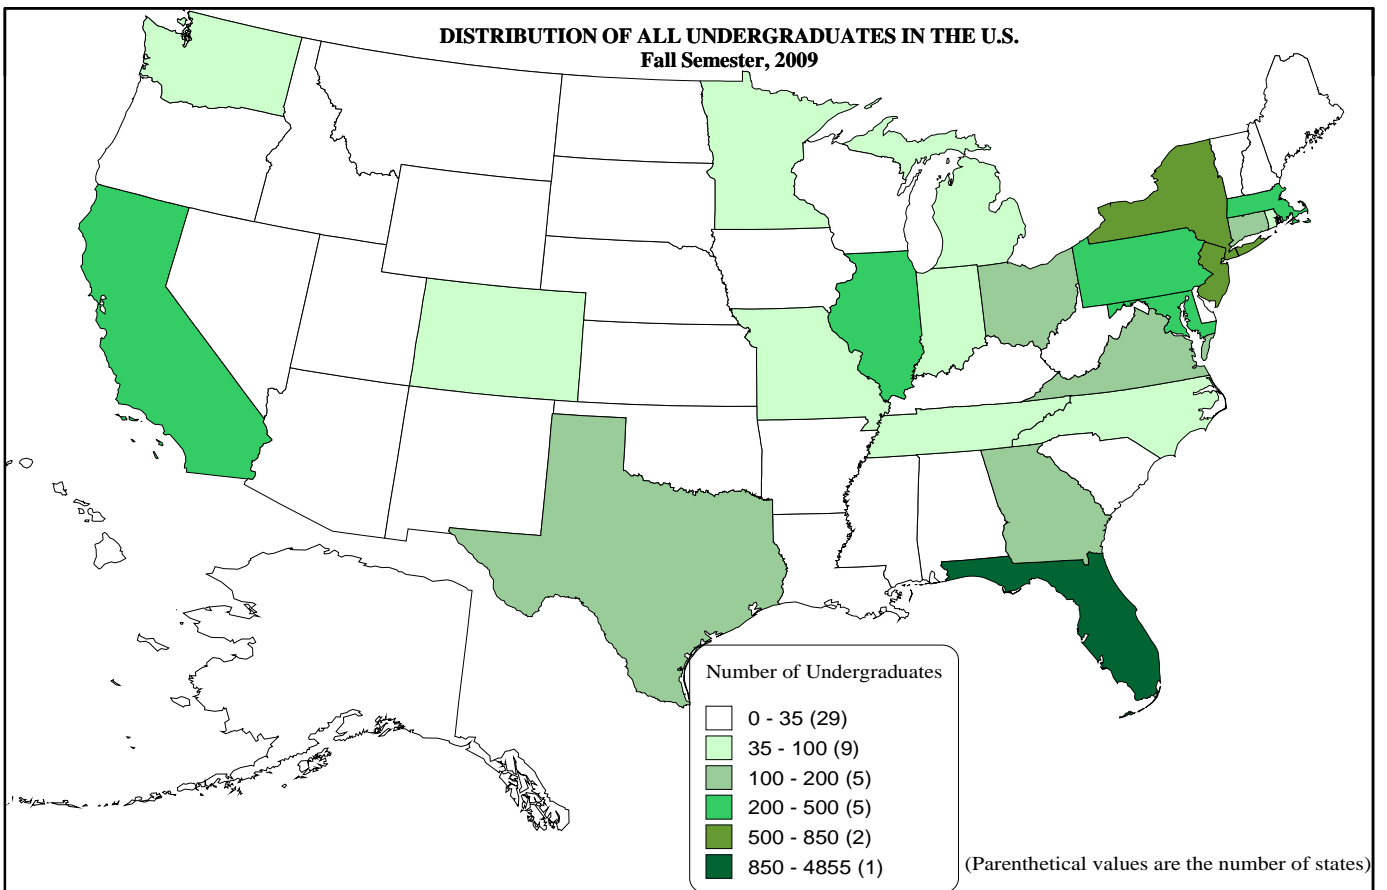 DISTRIBUTION OF ALL UNDERGRADUATES IN THE U.S.
Fall Semester, 2009
Number of Undergraduates
0 - 35 (29)
35 - 100 (9)
100 - 200 (5)
200 - 500 (5)
500 - 850 (2)
850 - 4855 (1)
(Parenthetical values are the number of states)